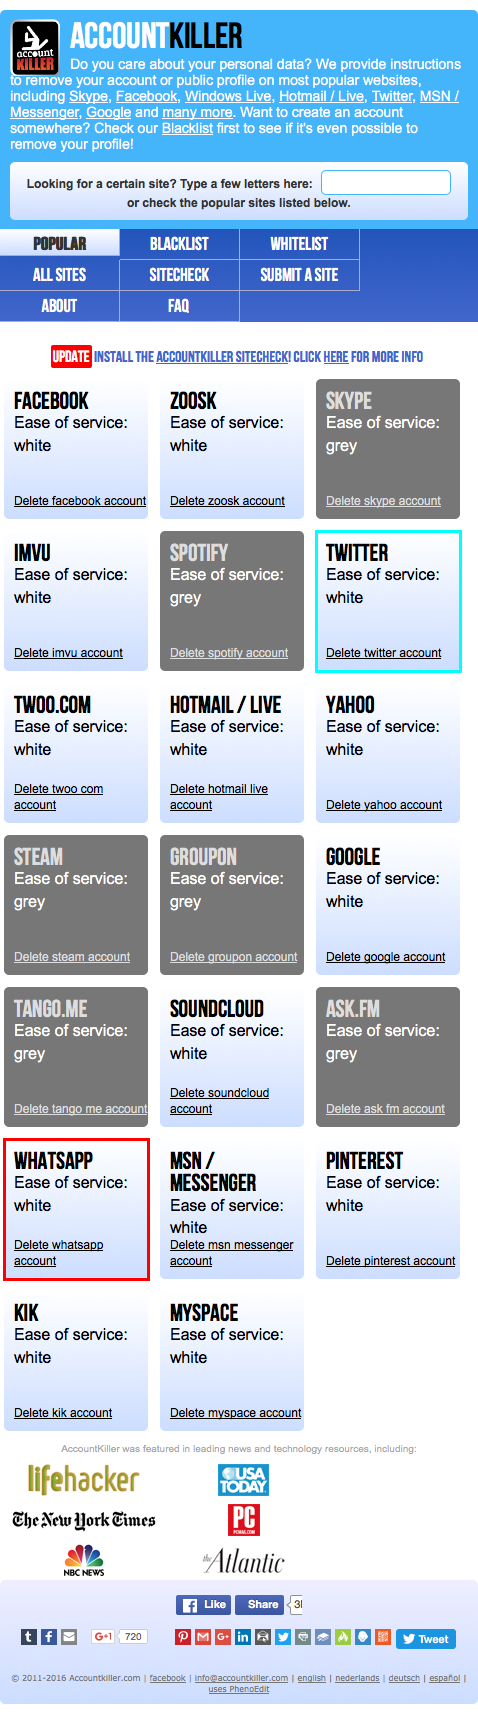 account
KILLER
ACCOUNTKILLER
Do you care about your personal data? We provide instructions
to remove your account or public profile on most popular websites,
including Skype, Facebook, Windows Live, Hotmail / Live, Twitter, MSN /
Messenger, Google and many more. Want to create an account
somewhere? Check our Blacklist first to see if it's even possible to
remove your profile!
Looking for a certain site? Type a few letters here:
or check the popular sites listed below.
POPULAR BLACKLIST WHITELIST
ALL SITES SITECHECK SUBMIT A SITE
ABOUT FAQ
UPDATE INSTALL THE ACCOUNTKILLER SITECHECK! CLICK HERE FOR MORE INFO
FACEBOOK
Ease of service:
white
Delete facebook account
ZOOSK
Ease of service:
white
Delete zoosk account
SKYPE
Ease of service:
grey
Delete skype account
IMVU
Ease of service:
white
Delete imvu account
SPOTIFY
Ease of service:
grey
Delete spotify account
TWITTER
Ease of service:
white
Delete twitter account
TWOO.COM
Ease of service:
white
Delete twoo com
account
HOTMAIL / LIVE
Ease of service:
white
Delete hotmail live
account
YAHOO
Ease of service:
white
Delete yahoo account
STEAM
Ease of service:
grey
Delete steam account
GROUPON
Ease of service:
grey
Delete groupon account
GOOGLE
Ease of service:
white
Delete google account
TANGO.ME
Ease of service:
grey
Delete tango me account
SOUNDCLOUD
Ease of service:
white
Delete soundcloud
account
ASK.FM
Ease of service:
grey
Delete ask fm account
WHATSAPP
Ease of service:
white
Delete whatsapp
account
MSN /
MESSENGER
Ease of service:
white
Delete msn messenger
account
PINTEREST
Ease of service:
white
Delete pinterest account
KIK
Ease of service:
white
Delete kik account
MYSPACE
Ease of service:
white
Delete myspace account
AccountKiller was featured in leading news and technology resources, including:
lifehacker
USA
TODAY
The New York Times
PC
PCMAG.COM
NBC NEWS
the Atlantic
Like Share
G+1 720
Tweet
© 2011-2016 Accountkiller.com | facebook | info@accountkiller.com | english | nederlands | deutsch | español |
uses PhenoEdit